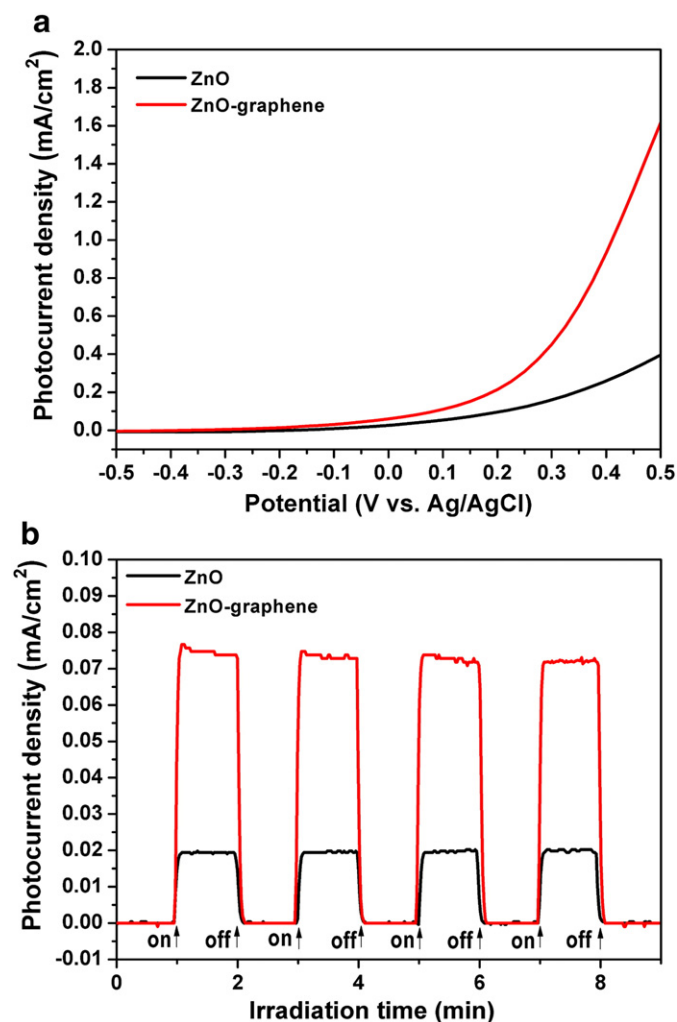 a
2.0
1.8
1.6
1.4
1.2
1.0
0.8
0.6
0.4
0.2
0.0
Photocurrent density (mA/cm²)
ZnO
ZnO-graphene
-0.5 -0.4 -0.3 -0.2 -0.1 0.0 0.1 0.2 0.3 0.4 0.5
Potential (V vs. Ag/AgCl)
b
0.10
0.09
0.08
0.07
0.06
0.05
0.04
0.03
0.02
0.01
0.00
-0.01
Photocurrent density (mA/cm²)
ZnO
ZnO-graphene
on off on off on off on off
0 2 4 6 8
Irradiation time (min)